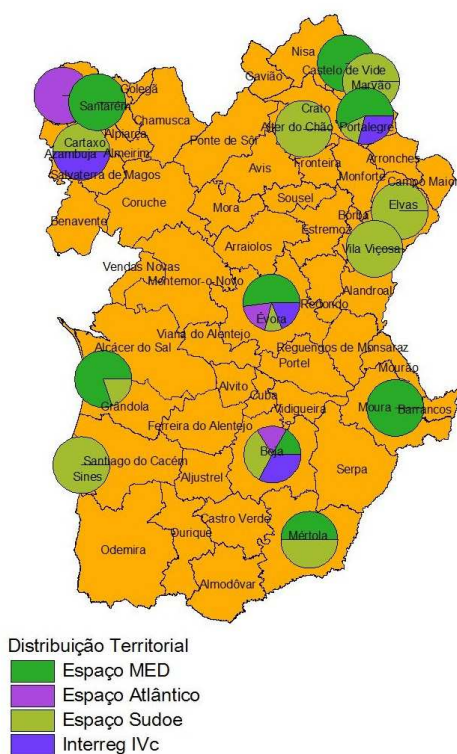 Nisa
Castelo de Vide
Gavião
Marvão
Golegã
Santarém
Chamusca
Crato
Alter do Chão
Portalegre
Alpiarça
Ponte de Sôr
Cartaxo
Azambuja
Almeirim
Avis
Fronteira
Arronches
Monforte
Salvaterra de Magos
Campo Maior
Coruche
Mora
Sousel
Elvas
Benavente
Borba
Estremoz
Arraiolos
Vila Viçosa
Vendas Novas
Montemor-o-Novo
Alandroal
Évora
Redondo
Viana do Alentejo
Reguengos de Monsaraz
Alcácer do Sal
Portel
Mourão
Alvito
Cuba
Grândola
Vidigueira
Moura
Barrancos
Ferreira do Alentejo
Beja
Santiago do Cacém
Sines
Aljustrel
Serpa
Castro Verde
Ourique
Mértola
Odemira
Almodôvar
Distribuição Territorial
Espaço MED
Espaço Atlântico
Espaço Sudoe
Interreg IVc